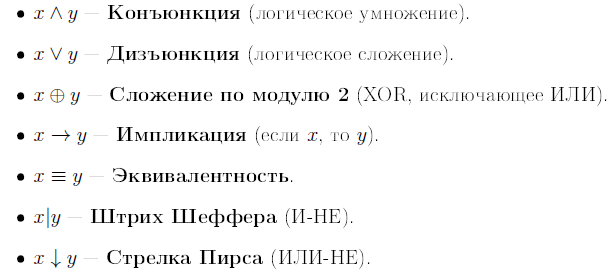 • x ∧ y — Конъюнкция (логическое умножение).
• x ∨ y — Дизъюнкция (логическое сложение).
• x ⊕ y — Сложение по модулю 2 (XOR, исключающее ИЛИ).
• x → y — Импликация (если x, то y).
• x ≡ y — Эквивалентность.
• x|y — Штрих Шеффера (И-НЕ).
• x ↓ y — Стрелка Пирса (ИЛИ-НЕ).